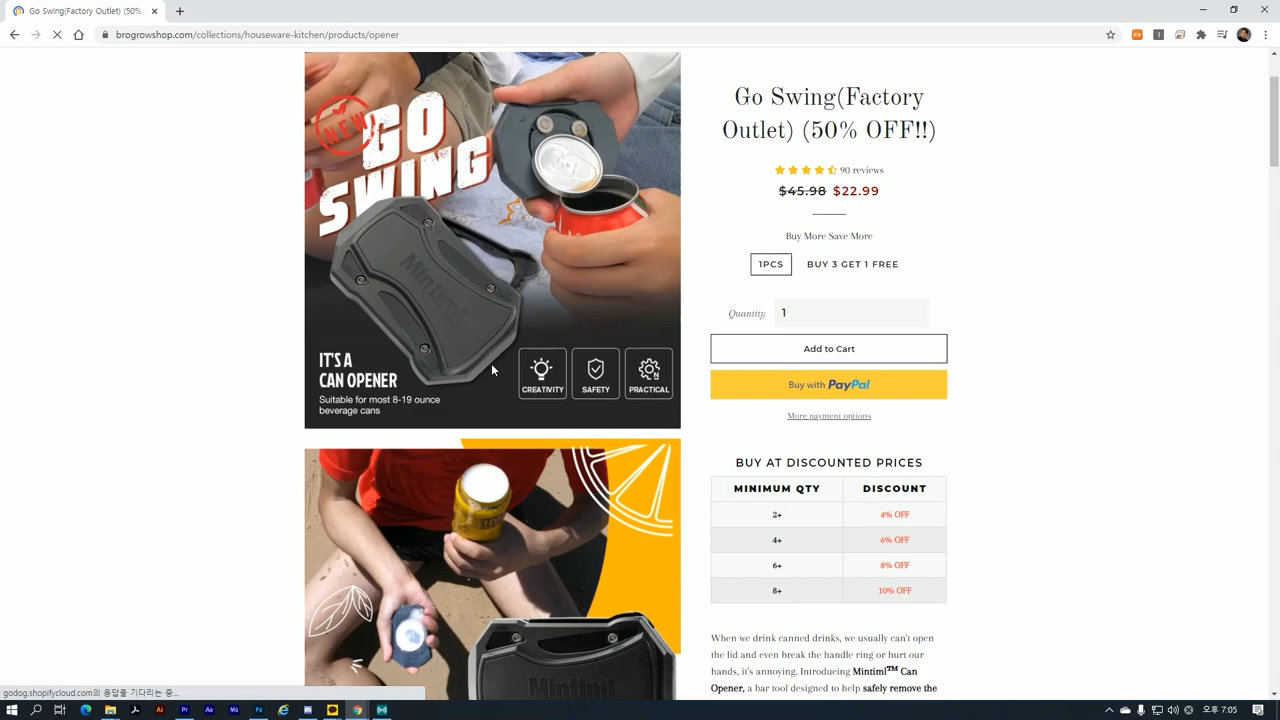 Go Swing(Factory Outlet) (50%
brogrowshop.com/collections/houseware-kitchen/products/opener
NEW
GO
SWING
Mintiml
IT'S A
CAN OPENER
Suitable for most 8-19 ounce
beverage cans
CREATIVITY
SAFETY
PRACTICAL
Mintiml
Go Swing(Factory
Outlet) (50% OFF!!)
90 reviews
$45.98 $22.99
Buy More Save More
1PCS
BUY 3 GET 1 FREE
Quantity
1
Add to Cart
Buy with PayPal
More payment options
BUY AT DISCOUNTED PRICES
MINIMUM QTY DISCOUNT
2+ 4% OFF
4+ 6% OFF
6+ 8% OFF
8+ 10% OFF
When we drink canned drinks, we usually can't open
the lid and even break the handle ring or hurt our
hands, it's annoying. Introducing Mintiml™ Can
Opener, a bar tool designed to help safely remove the
godog.shopifycloud.com의 응답을 기다리는 중...
오후 7:05